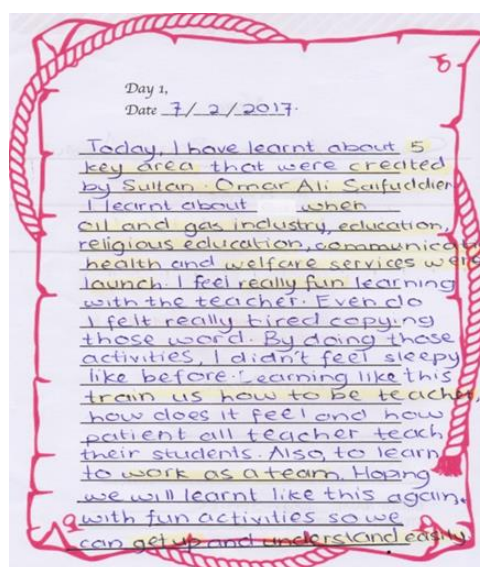 Day 1,
Date 7/2/2017.
Today, I have learnt about 5
key area that were created
by Sultan. Omar Ali Saifuddien
I learnt about when
oil and gas industry, education,
religious education, communicati
health and welfare services were
launch. I feel really fun learning
with the teacher. Even do
I felt really tired copying
those word. By doing those
activities, I didn't feel sleepy
like before. Learning like this
train us how to be teacher,
how does it feel and how
patient all teacher teach
their students. Also, to learn
to work as a team. Hoping
we will learnt like this again.
with fun activities so we
can get up and understand easily